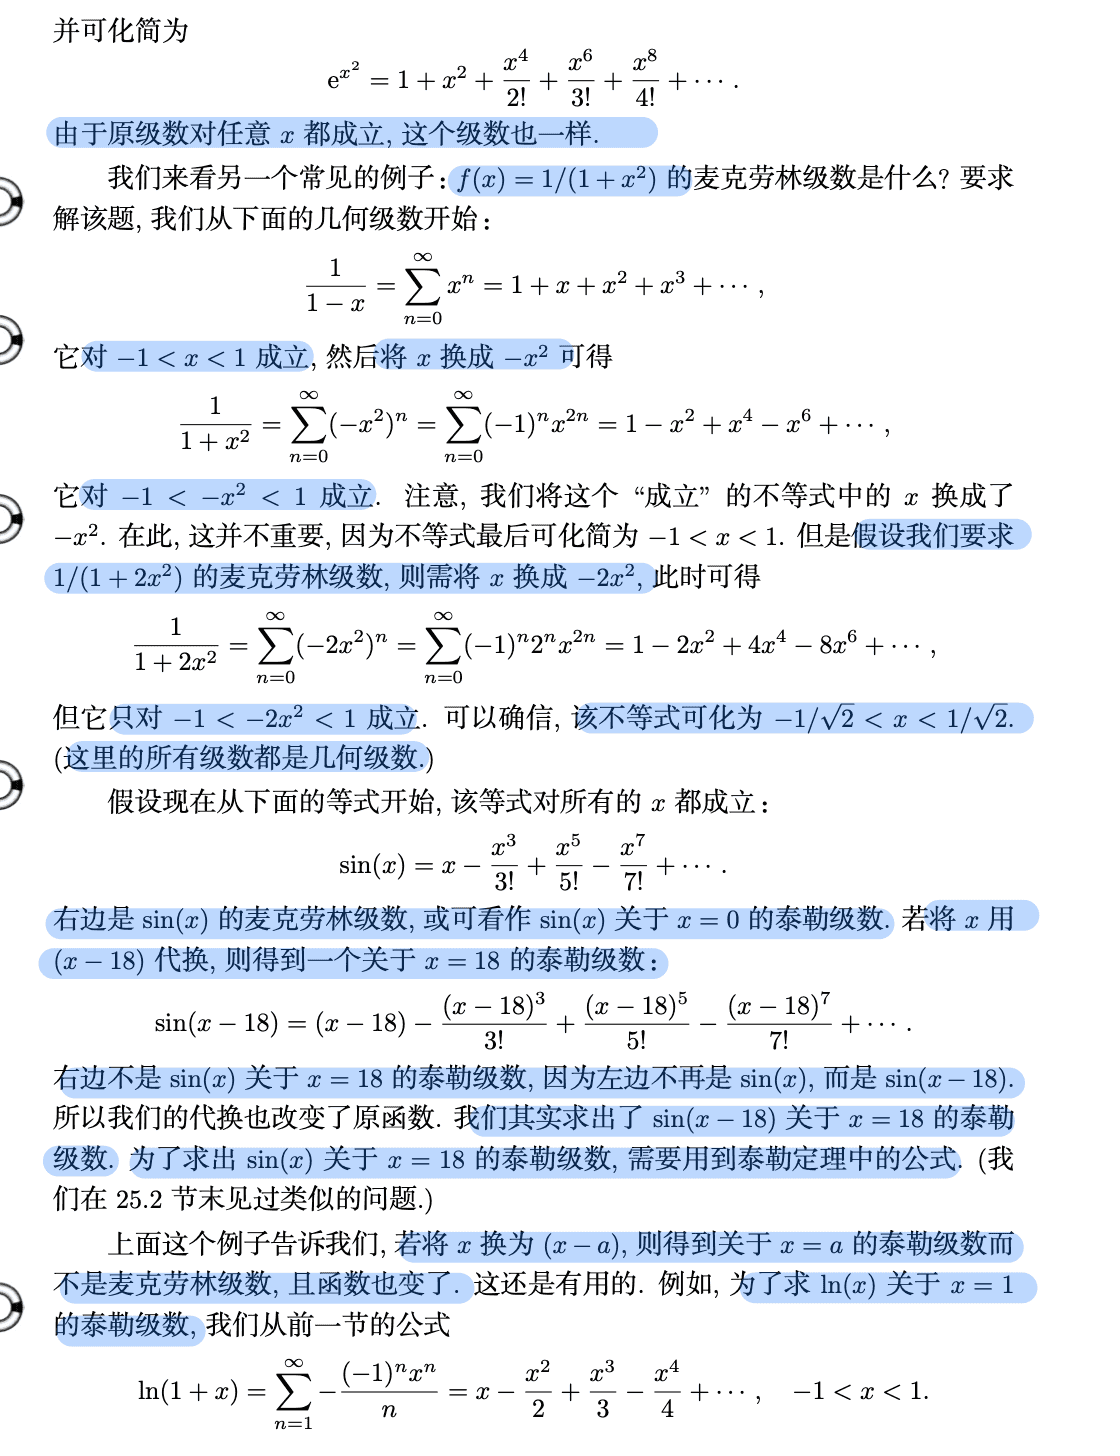 并可化简为
e^{x^2} = 1 + x^2 + \frac{x^4}{2!} + \frac{x^6}{3!} + \frac{x^8}{4!} + ⋯ .
由于原级数对任意 x 都成立, 这个级数也一样.
我们来看另一个常见的例子: f(x) = 1/(1 + x^2) 的麦克劳林级数是什么? 要求
解该题, 我们从下面的几何级数开始:
\frac{1}{1 − x} = \sum_{n=0}^{∞} x^n = 1 + x + x^2 + x^3 + ⋯ ,
它对 −1 < x < 1 成立, 然后将 x 换成 −x^2 可得
\frac{1}{1 + x^2} = \sum_{n=0}^{∞} (−x^2)^n = \sum_{n=0}^{∞} (−1)^n x^{2n} = 1 − x^2 + x^4 − x^6 + ⋯ ,
它对 −1 < −x^2 < 1 成立. 注意, 我们将这个 “成立” 的不等式中的 x 换成了
−x^2. 在此, 这并不重要, 因为不等式最后可化简为 −1 < x < 1. 但是假设我们要求
1/(1 + 2x^2) 的麦克劳林级数, 则需将 x 换成 −2x^2, 此时可得
\frac{1}{1 + 2x^2} = \sum_{n=0}^{∞} (−2x^2)^n = \sum_{n=0}^{∞} (−1)^n 2^n x^{2n} = 1 − 2x^2 + 4x^4 − 8x^6 + ⋯ ,
但它只对 −1 < −2x^2 < 1 成立. 可以确信, 该不等式可化为 −1/√2 < x < 1/√2.
(这里的所有级数都是几何级数.)
假设现在从下面的等式开始, 该等式对所有的 x 都成立:
sin(x) = x − \frac{x^3}{3!} + \frac{x^5}{5!} − \frac{x^7}{7!} + ⋯ .
右边是 sin(x) 的麦克劳林级数, 或可看作 sin(x) 关于 x = 0 的泰勒级数. 若将 x 用
(x − 18) 代换, 则得到一个关于 x = 18 的泰勒级数:
sin(x − 18) = (x − 18) − \frac{(x − 18)^3}{3!} + \frac{(x − 18)^5}{5!} − \frac{(x − 18)^7}{7!} + ⋯ .
右边不是 sin(x) 关于 x = 18 的泰勒级数, 因为左边不再是 sin(x), 而是 sin(x − 18).
所以我们的代换也改变了原函数. 我们其实求出了 sin(x − 18) 关于 x = 18 的泰勒
级数. 为了求出 sin(x) 关于 x = 18 的泰勒级数, 需要用到泰勒定理中的公式. (我
们在 25.2 节末见过类似的问题.)
上面这个例子告诉我们, 若将 x 换为 (x − a), 则得到关于 x = a 的泰勒级数而
不是麦克劳林级数, 且函数也变了. 这还是有用的. 例如, 为了求 ln(x) 关于 x = 1
的泰勒级数, 我们从前一节的公式
ln(1 + x) = \sum_{n=1}^{∞} −\frac{(−1)^n x^n}{n} = x − \frac{x^2}{2} + \frac{x^3}{3} − \frac{x^4}{4} + ⋯ , −1 < x < 1.